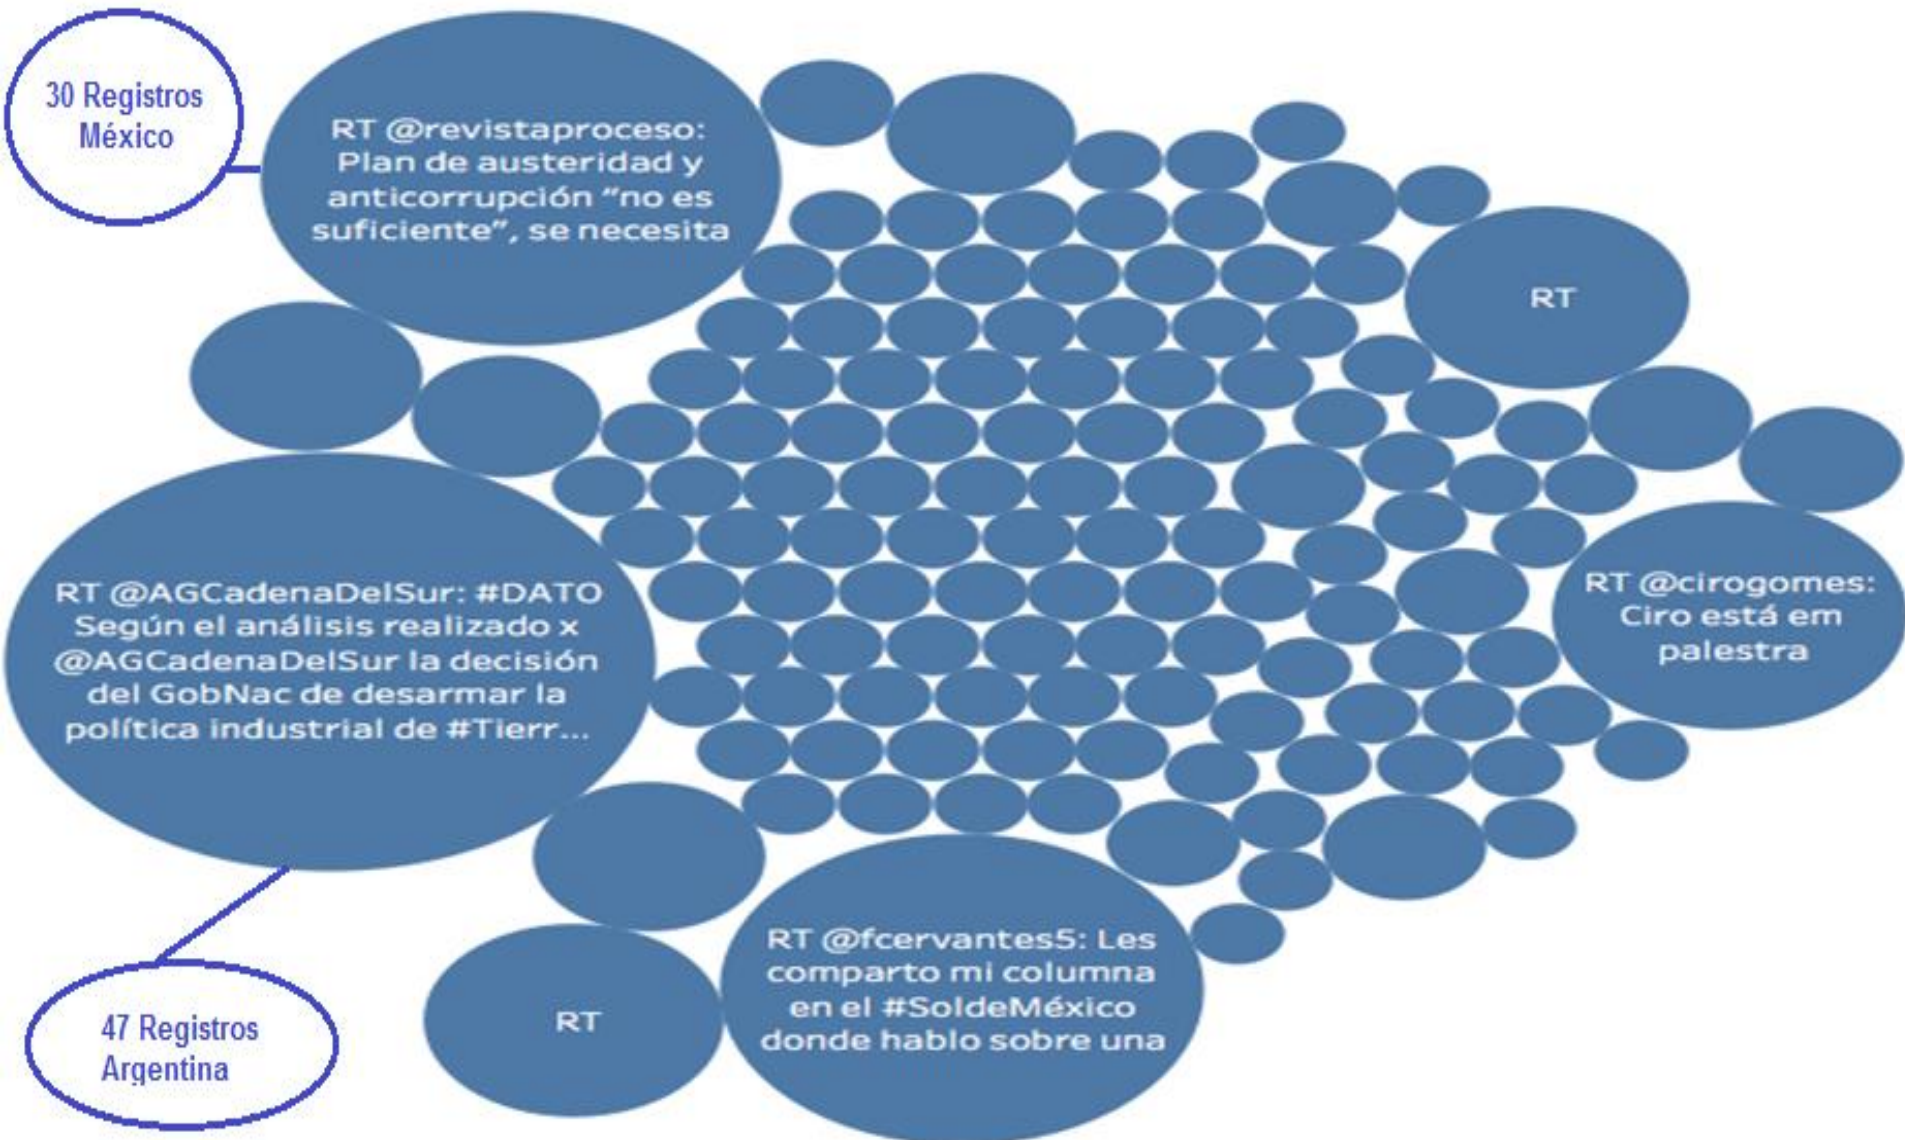 30 Registros
México
RT @revistaproceso:
Plan de austeridad y
anticorrupción "no es
suficiente", se necesita
RT
RT @AGCadenaDelSur: #DATO
Según el análisis realizado x
@AGCadenaDelSur la decisión
del GobNac de desarmar la
política industrial de #Tierr...
RT @cirogomes:
Ciro está em
palestra
RT @fcervantes5: Les
comparto mi columna
en el #SoldeMéxico
donde hablo sobre una
RT
47 Registros
Argentina